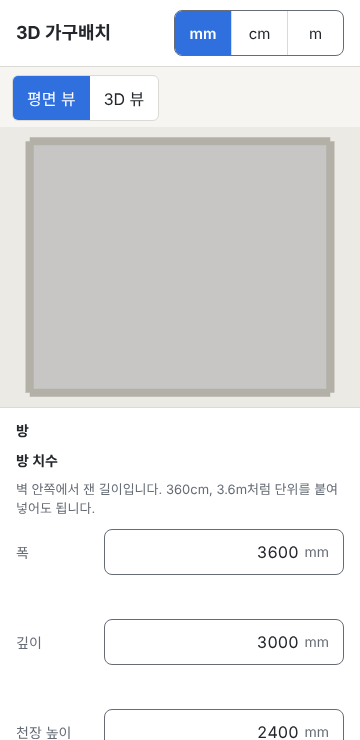 3D 가구배치
mm cm m
평면 뷰 3D 뷰
방
방 치수
벽 안쪽에서 잰 길이입니다. 360cm, 3.6m처럼 단위를 붙여
넣어도 됩니다.
폭 3600 mm
깊이 3000 mm
천장 높이 2400 mm